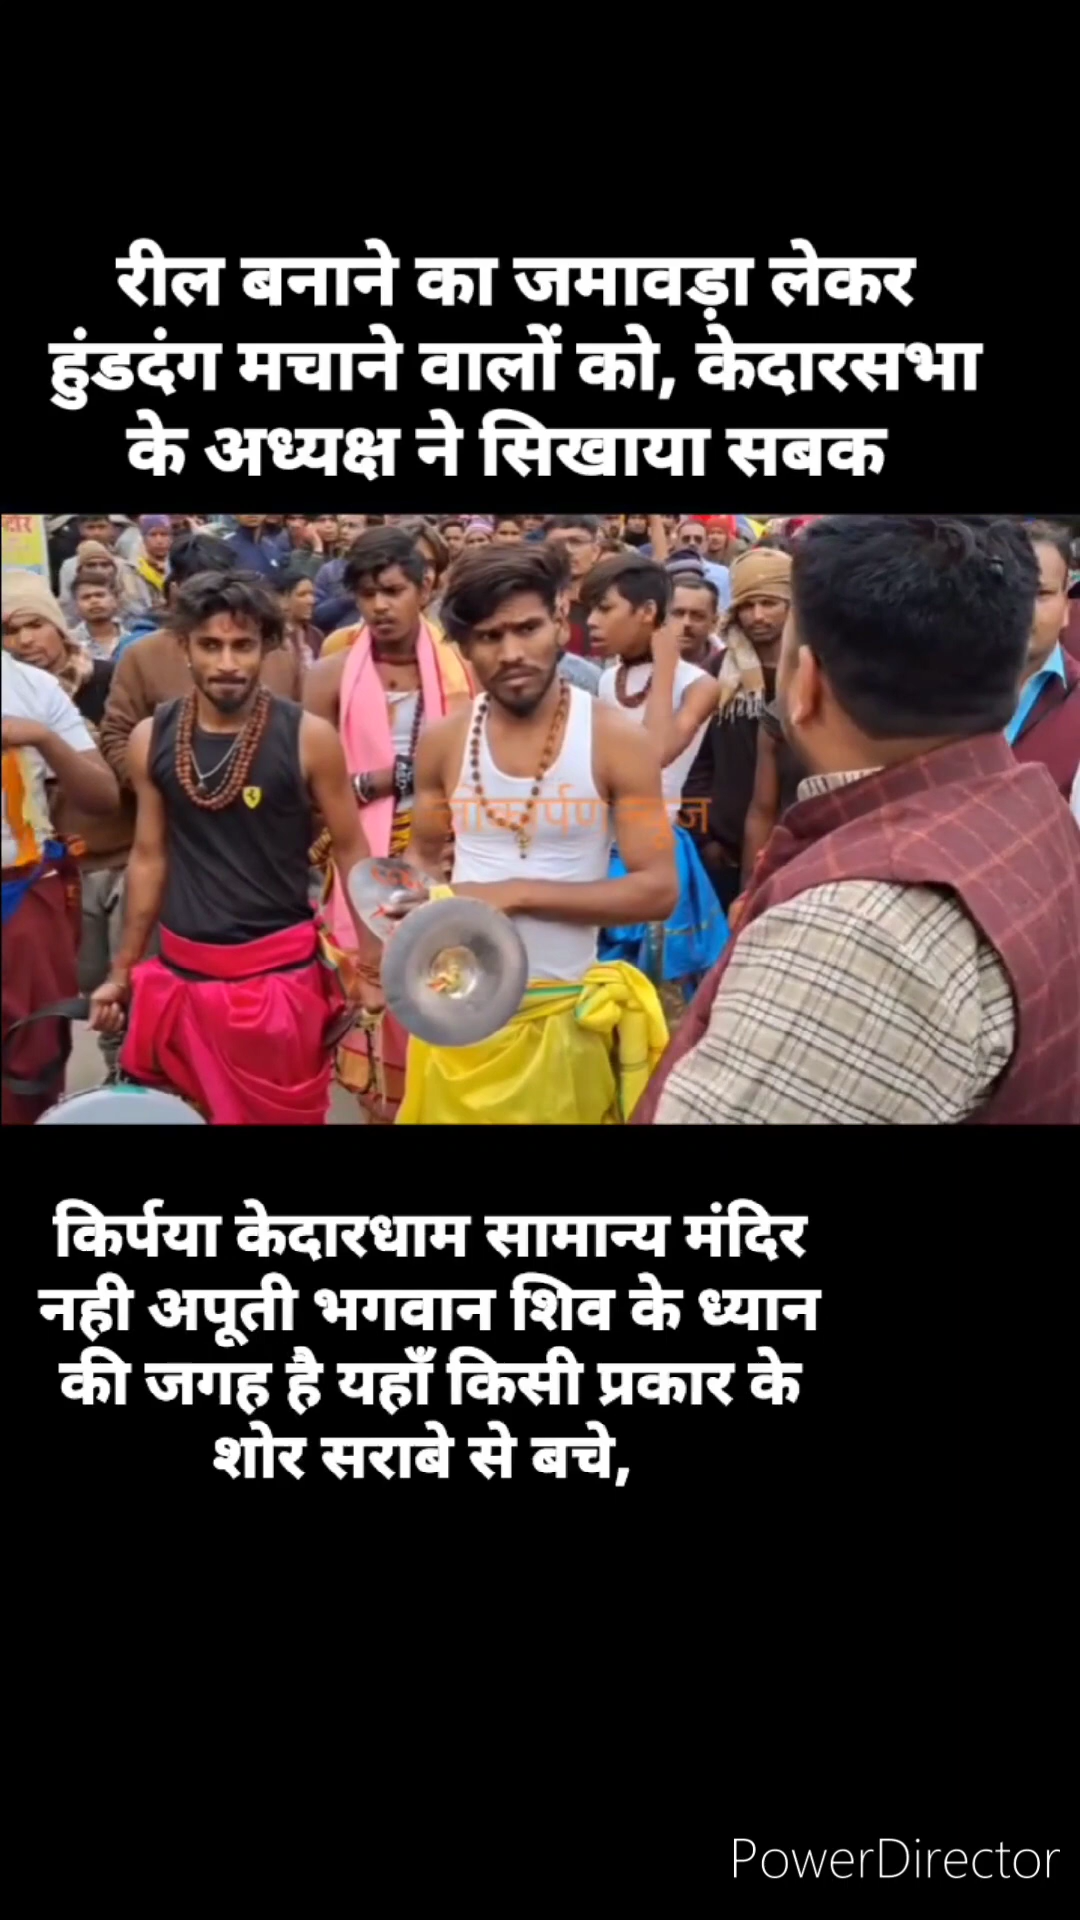 रील बनाने का जमावड़ा लेकर
हुंडदंग मचाने वालों को, केदारसभा
के अध्यक्ष ने सिखाया सबक
लोकार्पण न्यूज
किर्पया केदारधाम सामान्य मंदिर
नही अपूती भगवान शिव के ध्यान
की जगह है यहाँ किसी प्रकार के
शोर सराबे से बचे,
PowerDirector